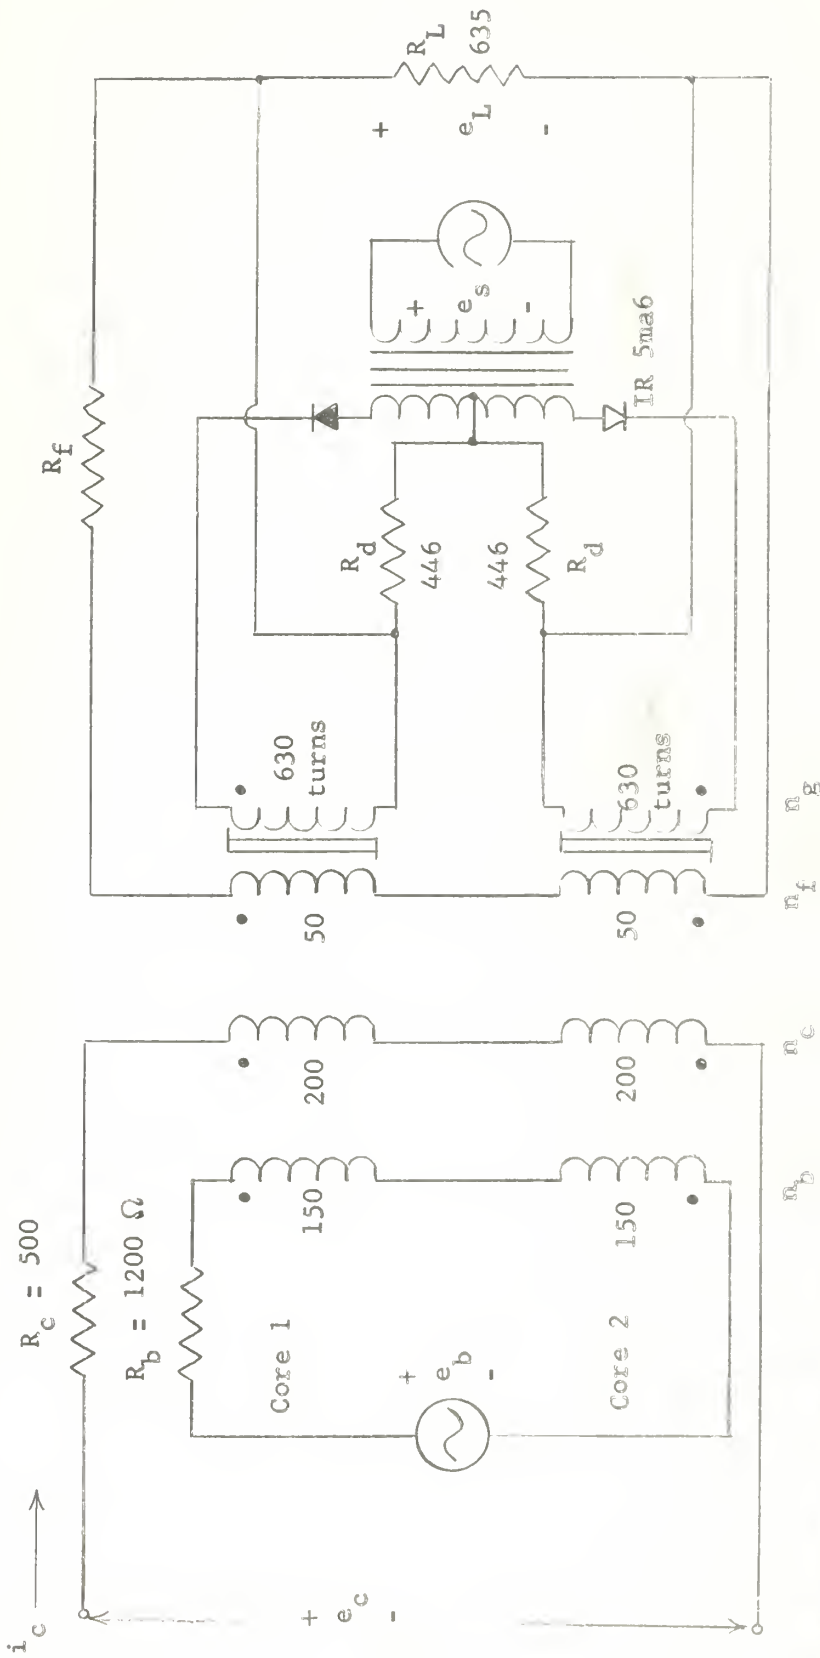 i_c
R_c = 500
R_b = 1200 Ω
+
e_c
-
Core 1
+
e_b
-
Core 2
150
150
n_b
200
200
n_c
50
50
n_f
630
turns
630
turns
n_g
R_f
R_d
446
446
R_d
+
e_s
-
IR 5ma6
+
e_L
-
R_L
635